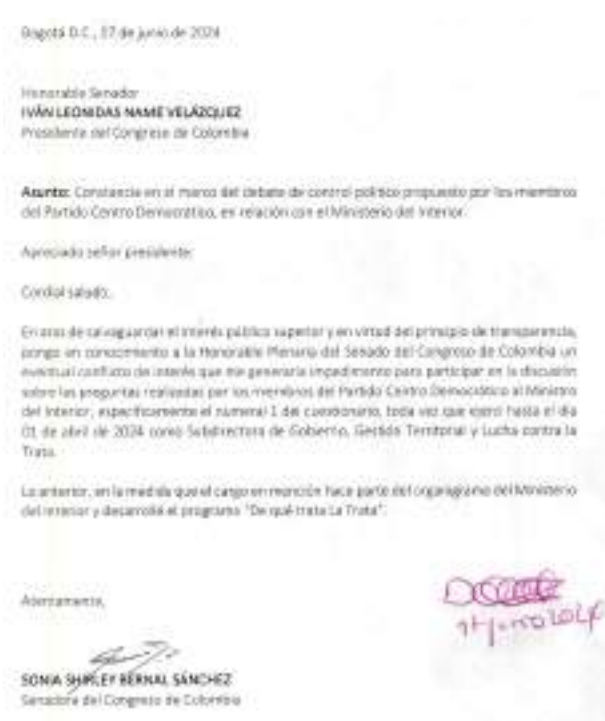 Bogotá D.C., 17 de junio de 2024
Honorable Senador
IVÁN LEONIDAS NAME VELÁZQUEZ
Presidente del Congreso de Colombia
Asunto: Constancia en el marco del debate de control político propuesto por los miembros
del Partido Centro Democrático, en relación con el Ministerio del Interior.
Apreciado señor presidente:
Cordial saludo,
En aras de salvaguardar el interés público superior y en virtud del principio de transparencia,
pongo en conocimiento a la Honorable Plenaria del Senado del Congreso de Colombia un
eventual conflicto de interés que me generaría impedimento para participar en la discusión
sobre las preguntas realizadas por los miembros del Partido Centro Democrático al Ministro
del Interior, específicamente el numeral 1 del cuestionario, toda vez que ejercí hasta el día
01 de abril de 2024 como Subdirectora de Gobierno, Gestión Territorial y Lucha contra la
Trata.
Lo anterior, en la medida que el cargo en mención hace parte del organigrama del Ministerio
del Interior y desarrollé el programa "De qué trata La Trata".
Atentamente,
SONIA SHIRLEY BERNAL SÁNCHEZ
Senadora del Congreso de Colombia